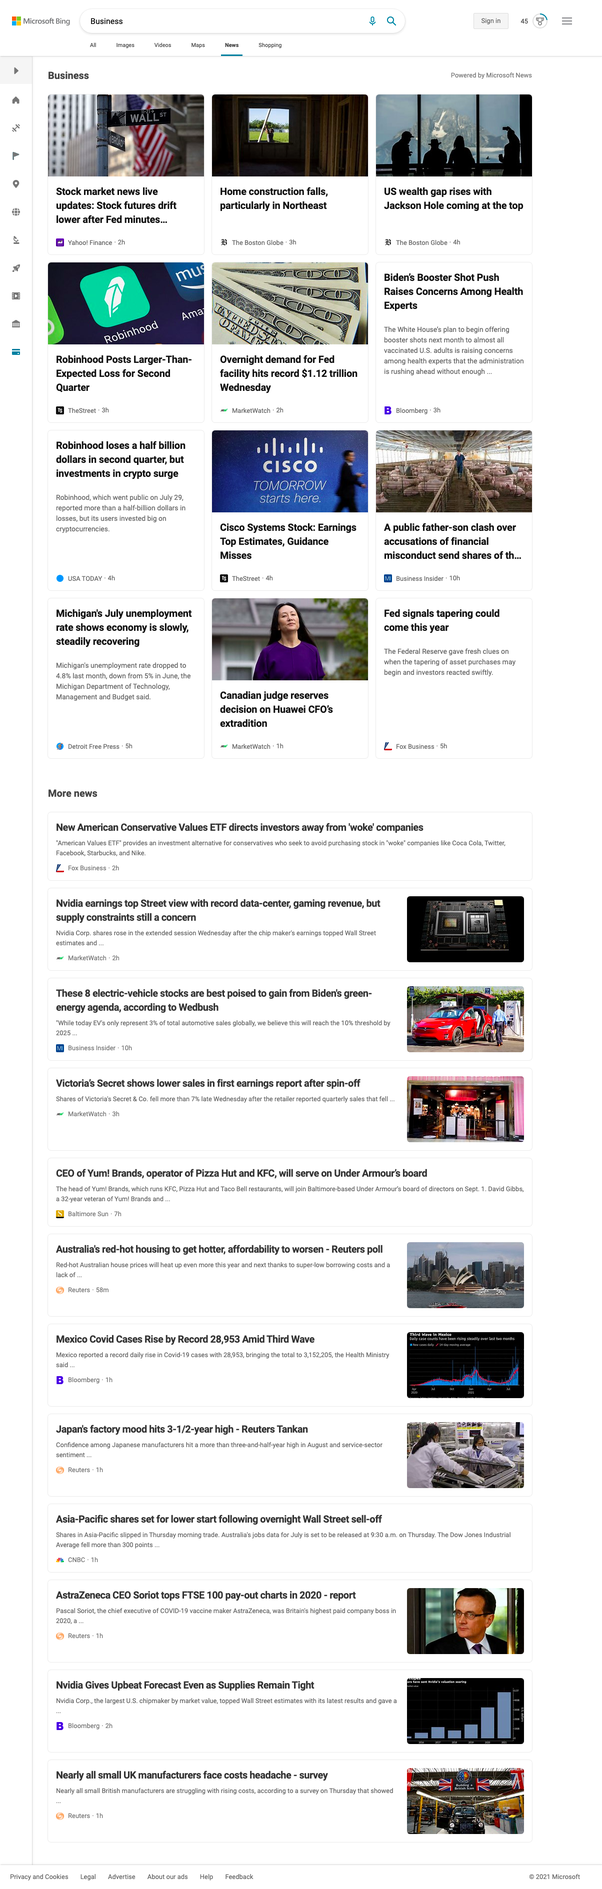 Microsoft Bing
Business
Sign in
45
All Images Videos Maps News Shopping
Business
Powered by Microsoft News
WALL ST
Stock market news live
updates: Stock futures drift
lower after Fed minutes...
Yahoo! Finance · 2h
Home construction falls,
particularly in Northeast
The Boston Globe · 3h
US wealth gap rises with
Jackson Hole coming at the top
The Boston Globe · 4h
Robinhood
Robinhood Posts Larger-Than-
Expected Loss for Second
Quarter
TheStreet · 3h
Overnight demand for Fed
facility hits record $1.12 trillion
Wednesday
MarketWatch · 2h
Biden's Booster Shot Push
Raises Concerns Among Health
Experts
The White House's plan to begin offering
booster shots next month to almost all
vaccinated U.S. adults is raising concerns
among health experts that the administration
is rushing ahead without enough ...
Bloomberg · 3h
Robinhood loses a half billion
dollars in second quarter, but
investments in crypto surge
Robinhood, which went public on July 29,
reported more than a half-billion dollars in
losses, but its users invested big on
cryptocurrencies.
USA TODAY · 4h
CISCO
TOMORROW
starts here.
Cisco Systems Stock: Earnings
Top Estimates, Guidance
Misses
TheStreet · 4h
A public father-son clash over
accusations of financial
misconduct send shares of th...
Business Insider · 10h
Michigan's July unemployment
rate shows economy is slowly,
steadily recovering
Michigan's unemployment rate dropped to
4.8% last month, down from 5% in June, the
Michigan Department of Technology,
Management and Budget said.
Detroit Free Press · 5h
Canadian judge reserves
decision on Huawei CFO's
extradition
MarketWatch · 1h
Fed signals tapering could
come this year
The Federal Reserve gave fresh clues on
when the tapering of asset purchases may
begin and investors reacted swiftly.
Fox Business · 5h
More news
New American Conservative Values ETF directs investors away from 'woke' companies
"American Values ETF" provides an investment alternative for conservatives who seek to avoid purchasing stock in "woke" companies like Coca Cola, Twitter,
Facebook, Starbucks, and Nike.
Fox Business · 2h
Nvidia earnings top Street view with record data-center, gaming revenue, but
supply constraints still a concern
Nvidia Corp. shares rose in the extended session Wednesday after the chip maker's earnings topped Wall Street
estimates and ...
MarketWatch · 2h
These 8 electric-vehicle stocks are best poised to gain from Biden's green-
energy agenda, according to Wedbush
"While today EV's only represent 3% of total automotive sales globally, we believe this will reach the 10% threshold by
2025 ...
Business Insider · 10h
Victoria's Secret shows lower sales in first earnings report after spin-off
Shares of Victoria's Secret & Co. fell more than 7% late Wednesday after the retailer reported quarterly sales that fell ...
MarketWatch · 3h
CEO of Yum! Brands, operator of Pizza Hut and KFC, will serve on Under Armour's board
The head of Yum! Brands, which runs KFC, Pizza Hut and Taco Bell restaurants, will join Baltimore-based Under Armour's board of directors on Sept. 1. David Gibbs,
a 32-year veteran of Yum! Brands and ...
Baltimore Sun · 7h
Australia's red-hot housing to get hotter, affordability to worsen - Reuters poll
Red-hot Australian house prices will heat up even more this year and next thanks to super-low borrowing costs and a
lack of ...
Reuters · 58m
Mexico Covid Cases Rise by Record 28,953 Amid Third Wave
Mexico reported a record daily rise in Covid-19 cases with 28,953, bringing the total to 3,152,205, the Health Ministry
said ...
Bloomberg · 1h
Third Wave in Mexico
Japan's factory mood hits 3-1/2-year high - Reuters Tankan
Confidence among Japanese manufacturers hit a more than three-and-half-year high in August and service-sector
sentiment ...
Reuters · 1h
Asia-Pacific shares set for lower start following overnight Wall Street sell-off
Shares in Asia-Pacific slipped in Thursday morning trade. Australia's jobs data for July is set to be released at 9:30 a.m. on Thursday. The Dow Jones Industrial
Average fell more than 300 points ...
CNBC · 1h
AstraZeneca CEO Soriot tops FTSE 100 pay-out charts in 2020 - report
Pascal Soriot, the chief executive of COVID-19 vaccine maker AstraZeneca, was Britain's highest paid company boss in
2020, a ...
Reuters · 1h
Nvidia Gives Upbeat Forecast Even as Supplies Remain Tight
Nvidia Corp., the largest U.S. chipmaker by market value, topped Wall Street estimates with its latest results and gave a
...
Bloomberg · 2h
Nearly all small UK manufacturers face costs headache - survey
Nearly all small British manufacturers are struggling with rising costs, according to a survey on Thursday that showed
...
Reuters · 1h
Privacy and Cookies Legal Advertise About our ads Help Feedback
© 2021 Microsoft